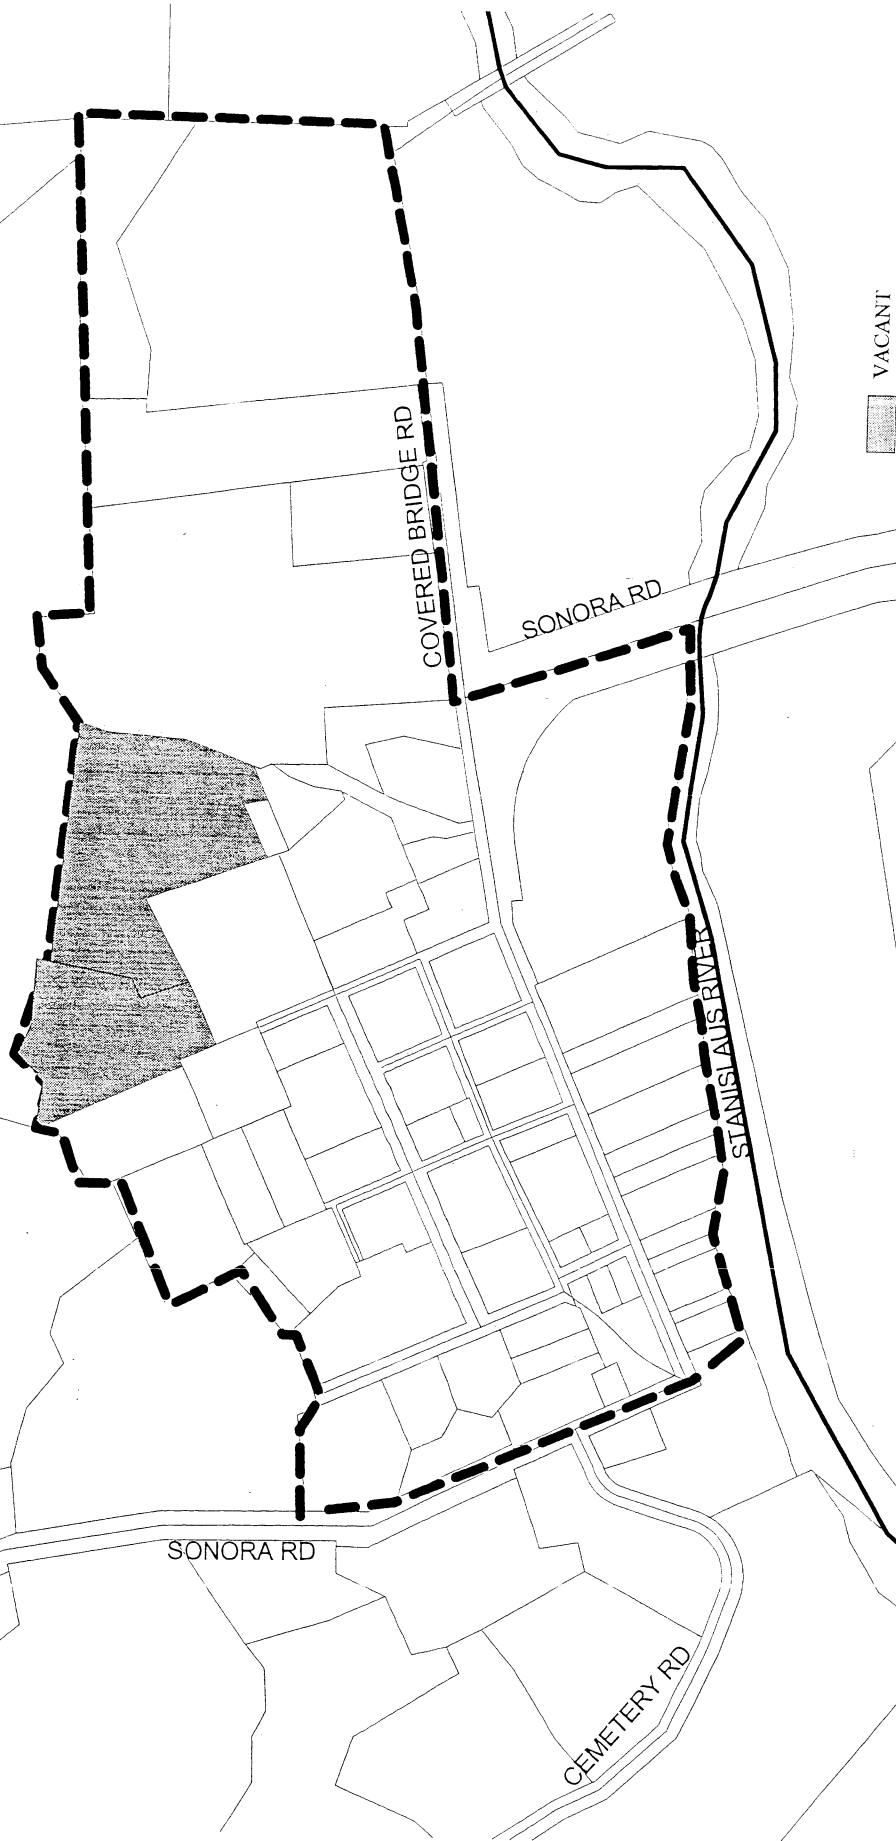 VACANT
COVERED BRIDGE RD
SONORA RD
STANISLAUS RIVER
SONORA RD
CEMETERY RD